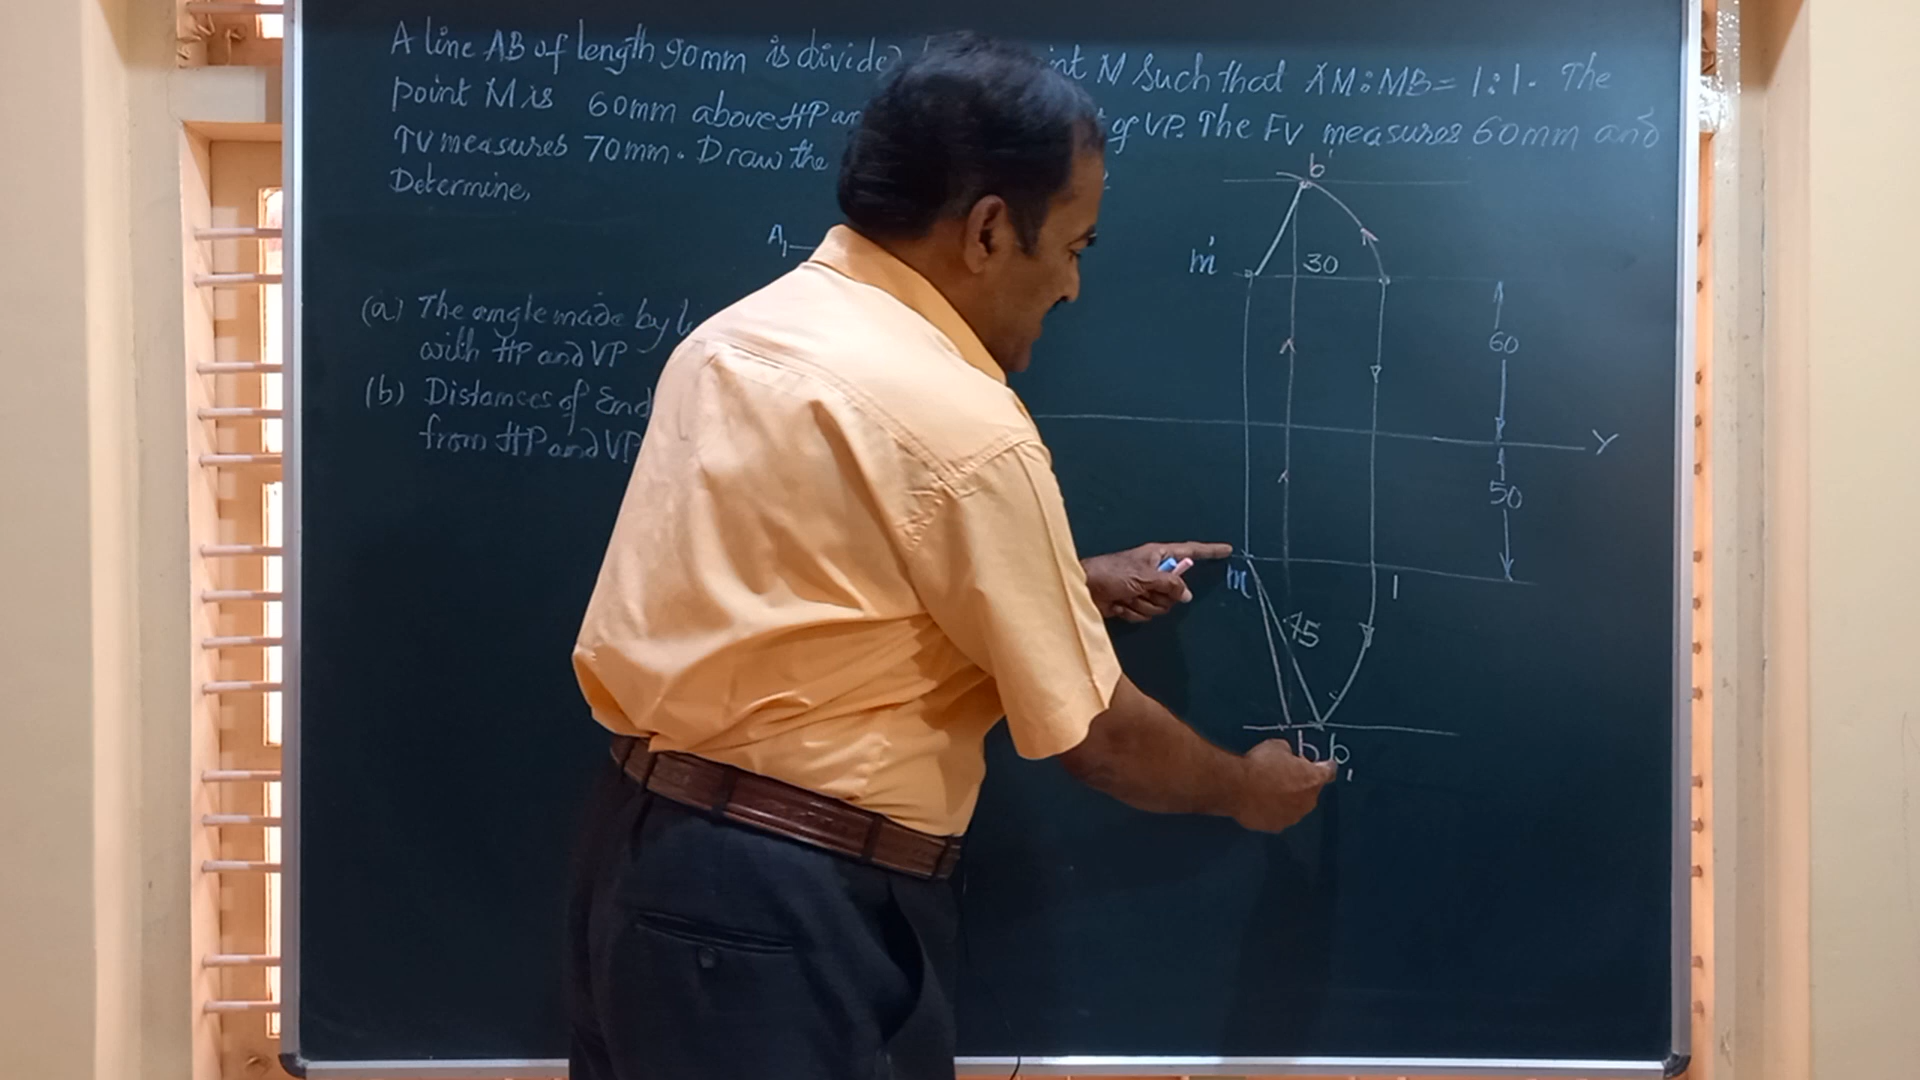 A line AB of length 90mm is divide int M Such that AM:MB = 1:1. The
point M is 60mm above HP an of VP. The FV measures 60mm and
TV measures 70mm. Draw the
Determine,
b'
A1
m'
30
(a) The angle made by li
with HP and VP
60
(b) Distances of End
from HP and VP
Y
50
m
1
45
b b1